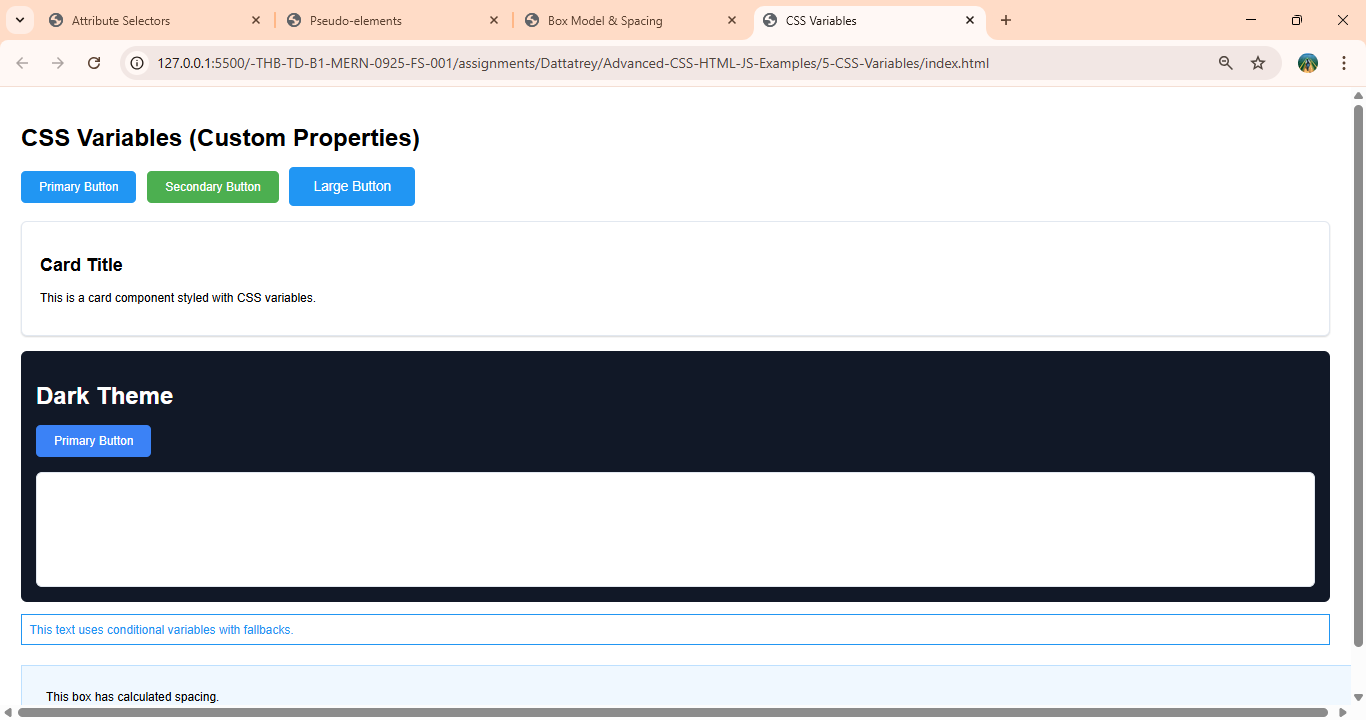 Attribute Selectors
Pseudo-elements
Box Model & Spacing
CSS Variables
127.0.0.1:5500/-THB-TD-B1-MERN-0925-FS-001/assignments/Dattatrey/Advanced-CSS-HTML-JS-Examples/5-CSS-Variables/index.html
CSS Variables (Custom Properties)
Primary Button
Secondary Button
Large Button
Card Title
This is a card component styled with CSS variables.
Dark Theme
Primary Button
This text uses conditional variables with fallbacks.
This box has calculated spacing.